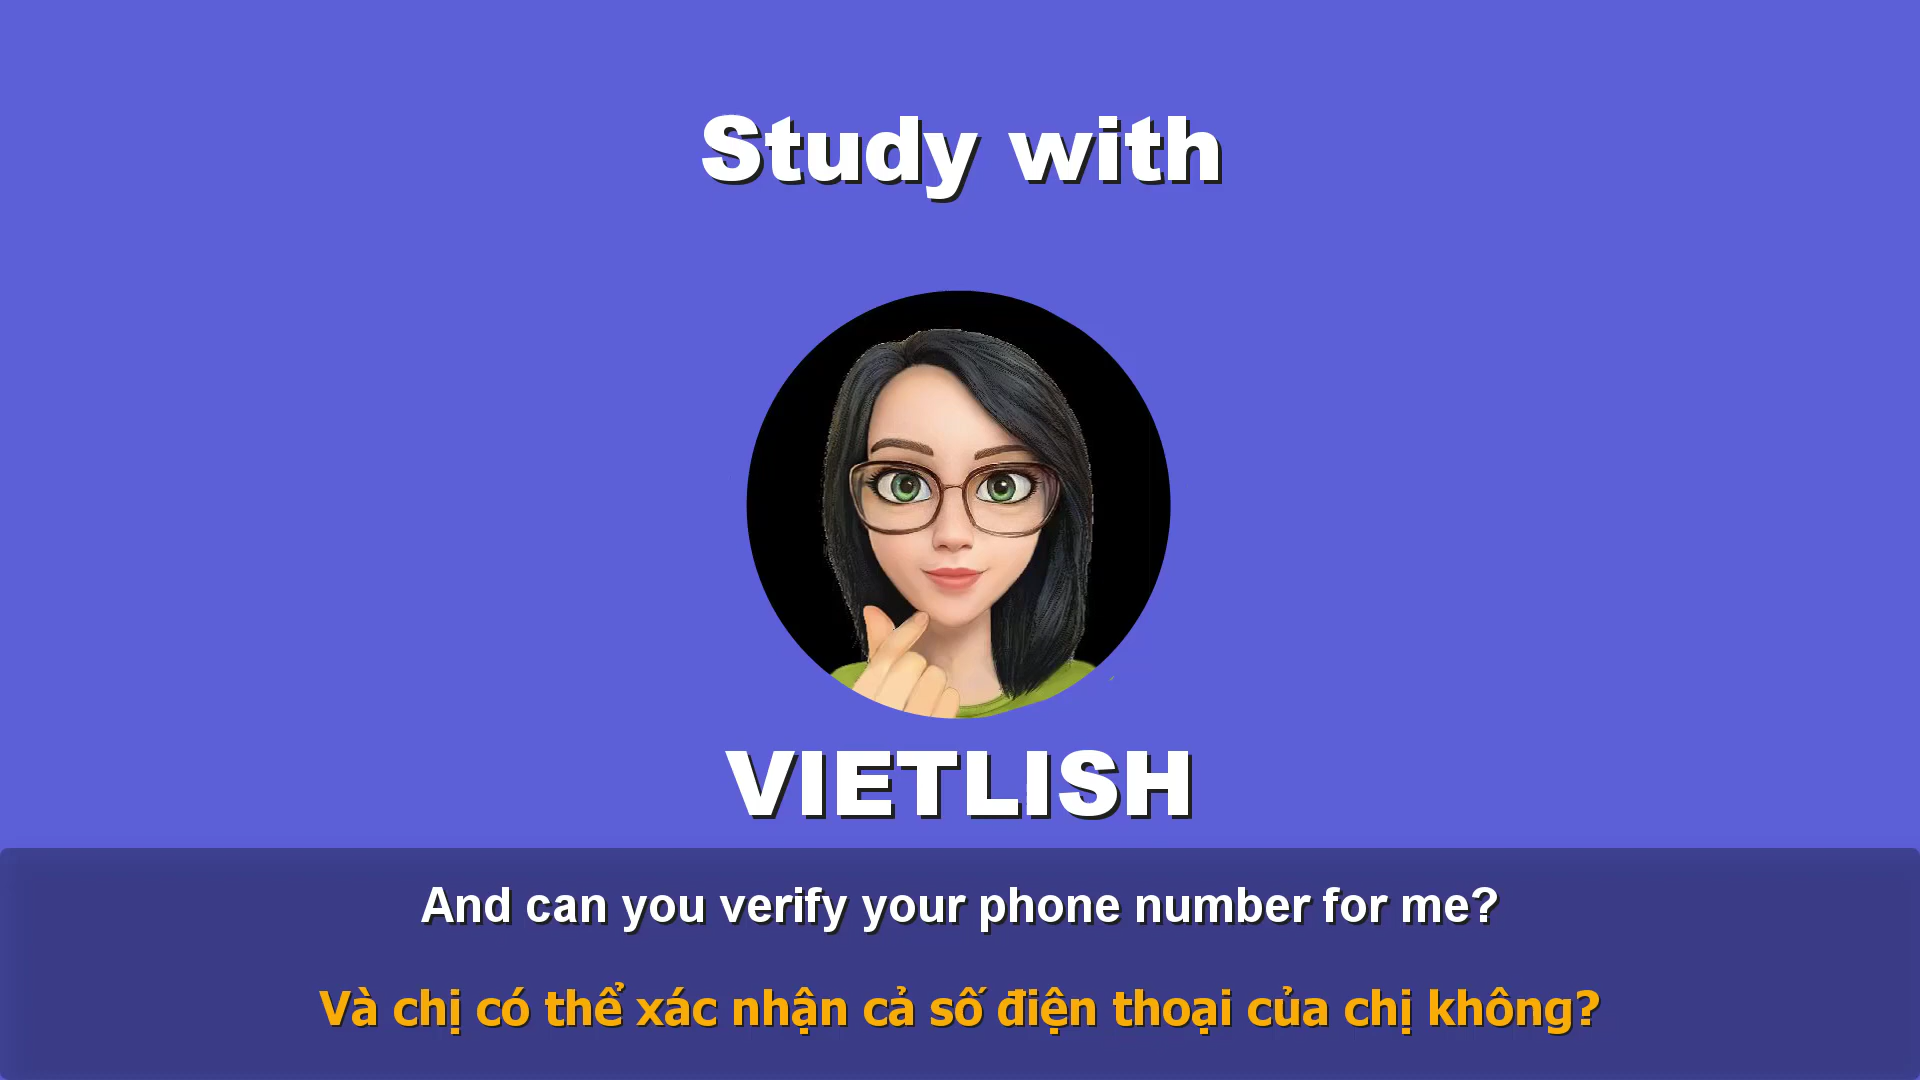 Study with
VIETLISH
And can you verify your phone number for me?
Và chị có thể xác nhận cả số điện thoại của chị không?